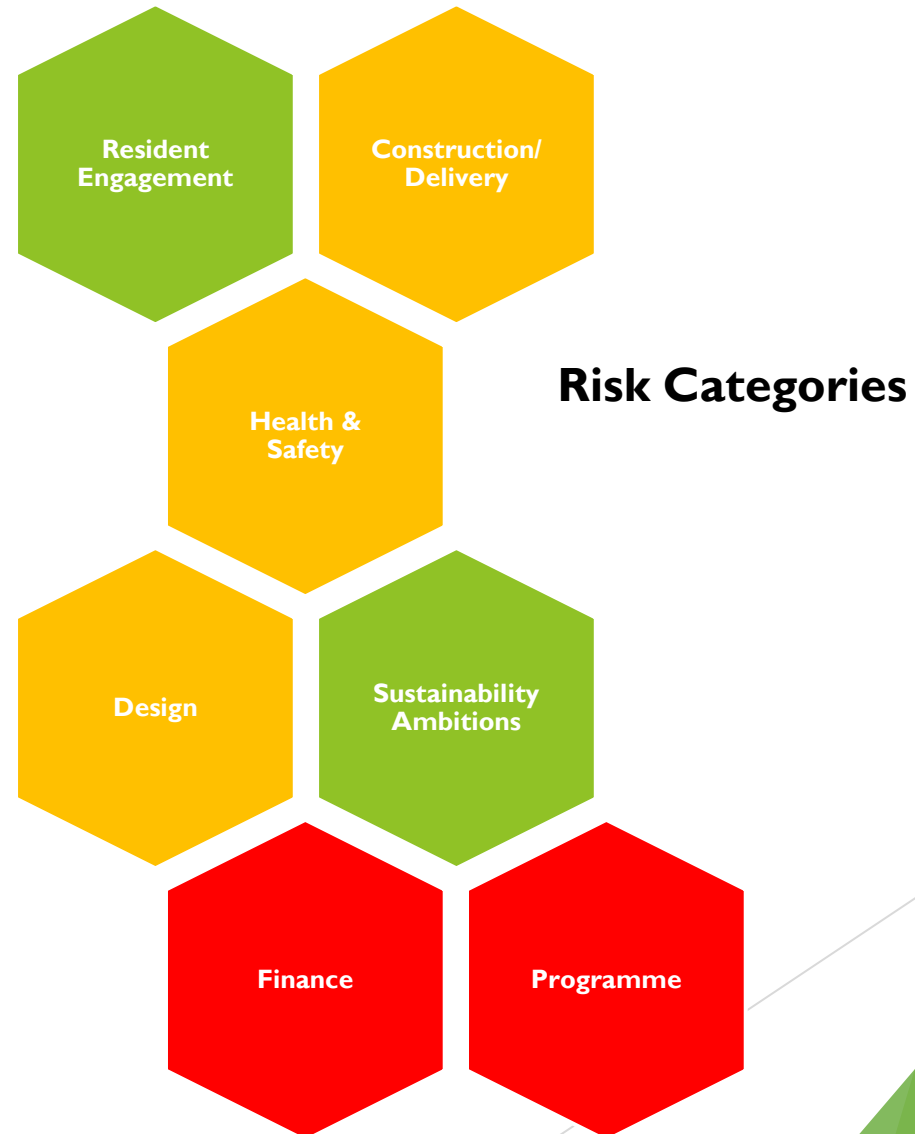 Resident
Engagement
Construction/
Delivery
Risk Categories
Health &
Safety
Design
Sustainability
Ambitions
Finance
Programme